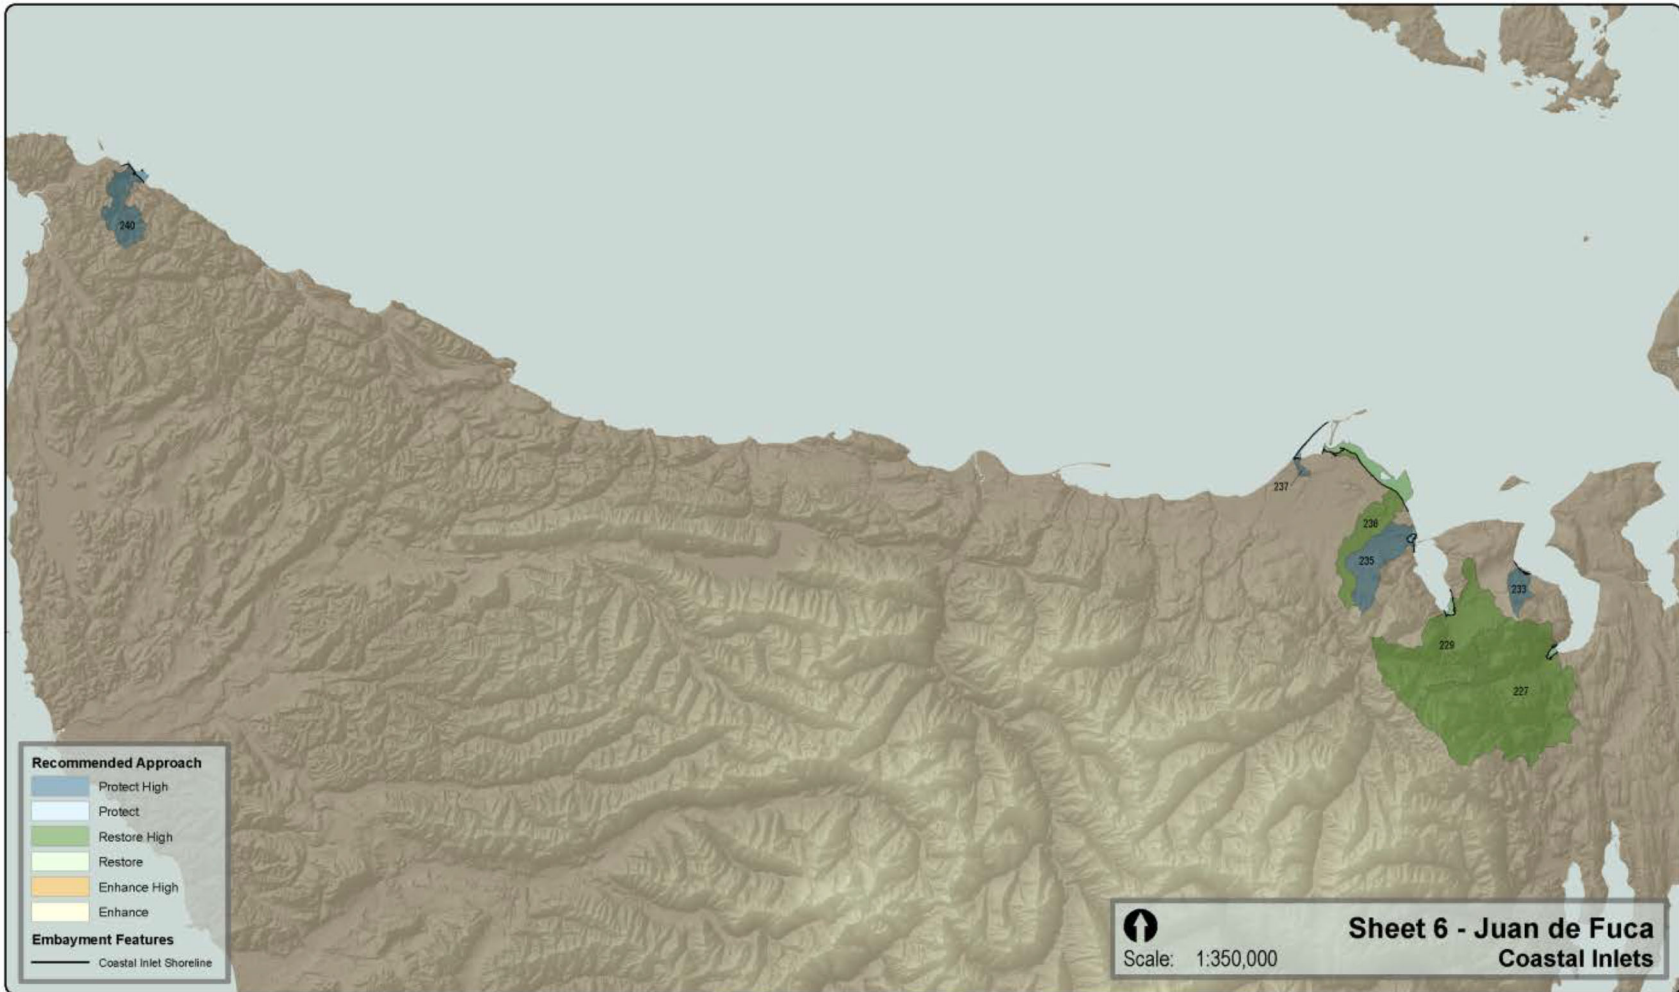 240
237
238
235
233
229
227
Recommended Approach
Protect High
Protect
Restore High
Restore
Enhance High
Enhance
Embayment Features
Coastal Inlet Shoreline
Sheet 6 - Juan de Fuca
Scale: 1:350,000 Coastal Inlets